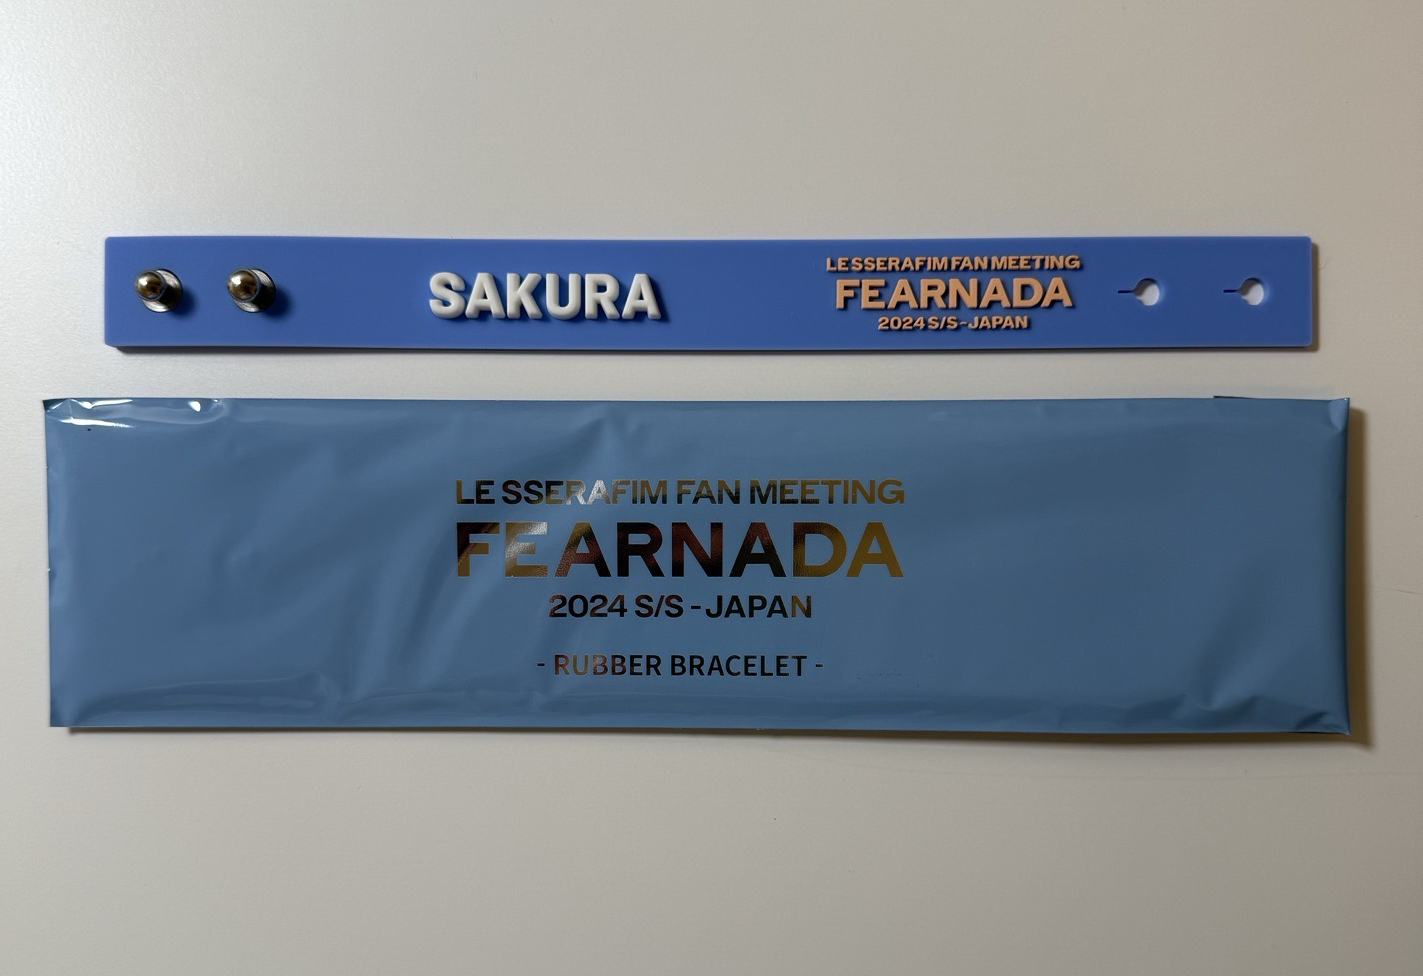 SAKURA
LE SSERAFIM FAN MEETING
FEARNADA
2024 S/S - JAPAN
LE SSERAFIM FAN MEETING
FEARNADA
2024 S/S - JAPAN
- RUBBER BRACELET -